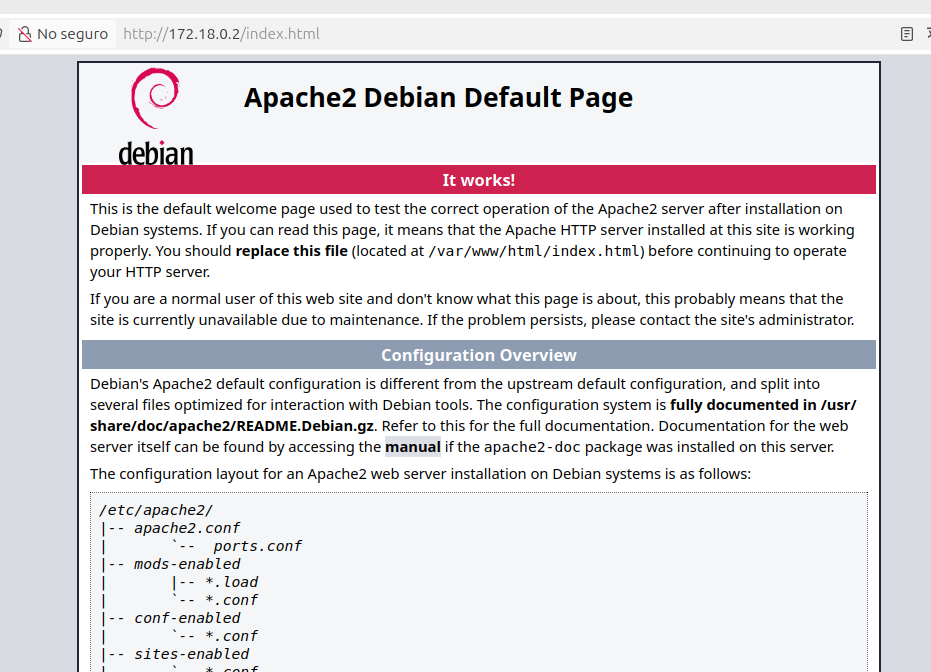 No seguro http://172.18.0.2/index.html
debian
Apache2 Debian Default Page
It works!
This is the default welcome page used to test the correct operation of the Apache2 server after installation on
Debian systems. If you can read this page, it means that the Apache HTTP server installed at this site is working
properly. You should replace this file (located at /var/www/html/index.html) before continuing to operate
your HTTP server.
If you are a normal user of this web site and don't know what this page is about, this probably means that the
site is currently unavailable due to maintenance. If the problem persists, please contact the site's administrator.
Configuration Overview
Debian's Apache2 default configuration is different from the upstream default configuration, and split into
several files optimized for interaction with Debian tools. The configuration system is fully documented in /usr/
share/doc/apache2/README.Debian.gz. Refer to this for the full documentation. Documentation for the web
server itself can be found by accessing the manual if the apache2-doc package was installed on this server.
The configuration layout for an Apache2 web server installation on Debian systems is as follows:
/etc/apache2/
|-- apache2.conf
|       `--  ports.conf
|-- mods-enabled
|       |-- *.load
|       `-- *.conf
|-- conf-enabled
|       `-- *.conf
|-- sites-enabled
|       `-- *.conf